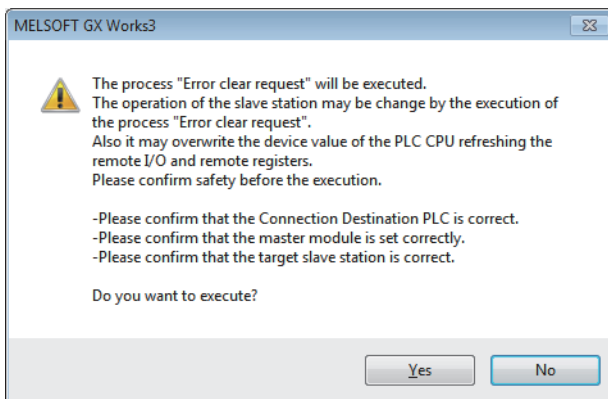 MELSOFT GX Works3
The process "Error clear request" will be executed.
The operation of the slave station may be change by the execution of
the process "Error clear request".
Also it may overwrite the device value of the PLC CPU refreshing the
remote I/O and remote registers.
Please confirm safety before the execution.
-Please confirm that the Connection Destination PLC is correct.
-Please confirm that the master module is set correctly.
-Please confirm that the target slave station is correct.
Do you want to execute?
Yes
No